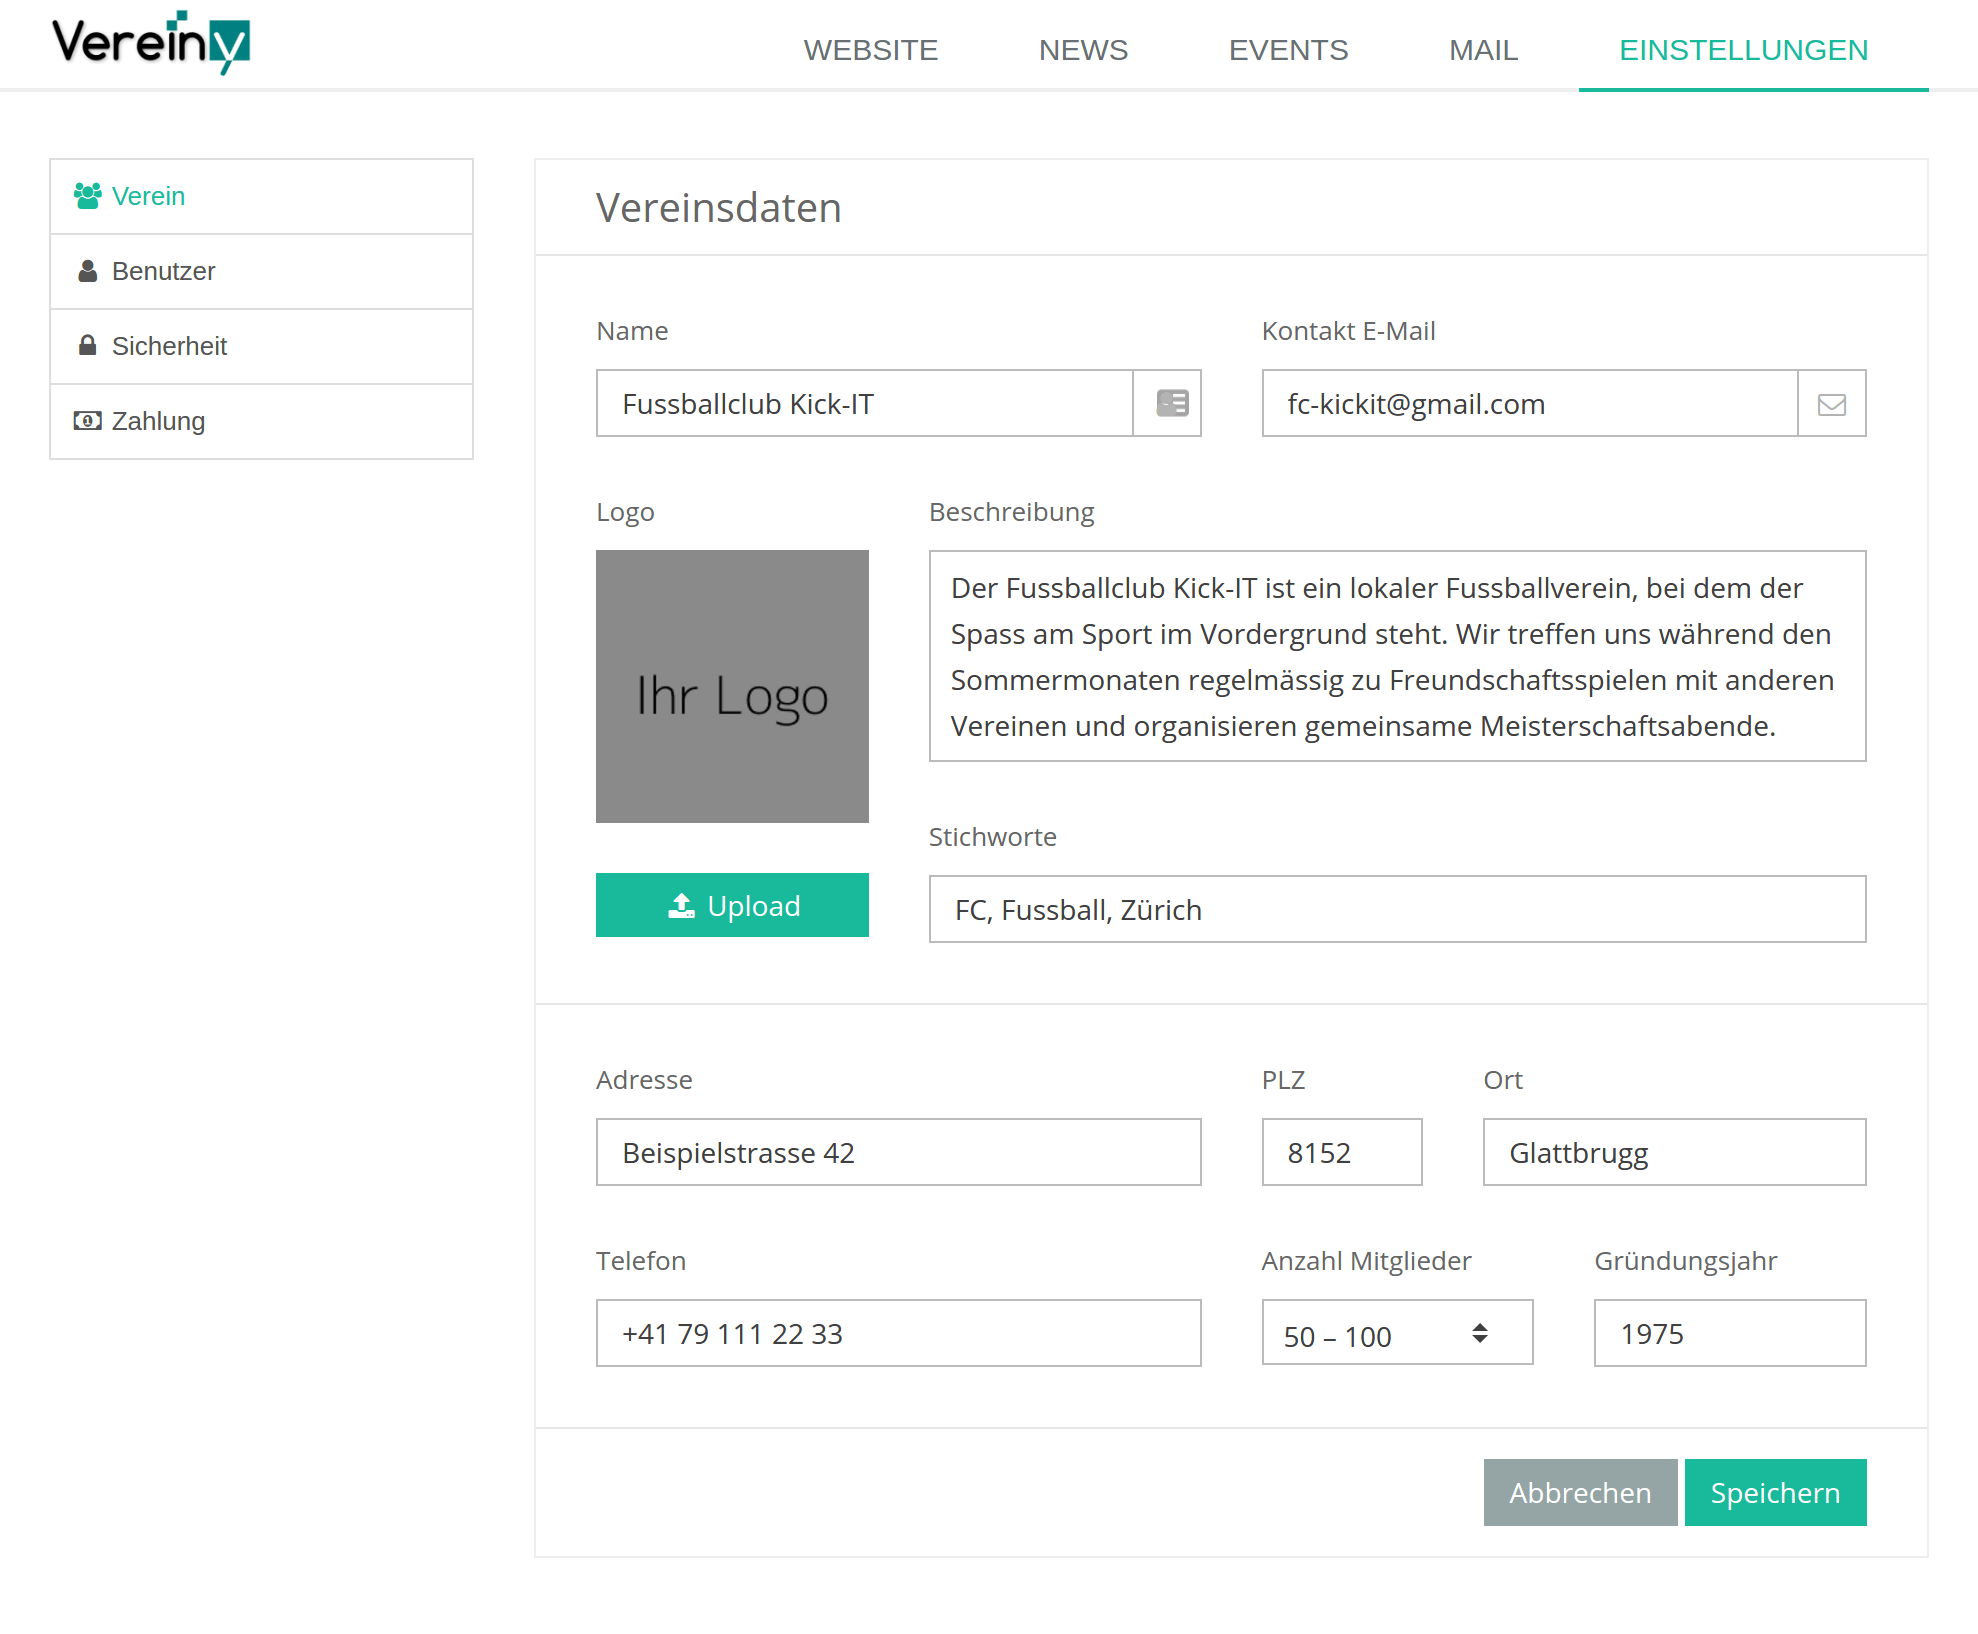 Vereiny
WEBSITE NEWS EVENTS MAIL EINSTELLUNGEN
Verein
Benutzer
Sicherheit
Zahlung
Vereinsdaten
Name
Fussballclub Kick-IT
Kontakt E-Mail
fc-kickit@gmail.com
Logo
Ihr Logo
Upload
Beschreibung
Der Fussballclub Kick-IT ist ein lokaler Fussballverein, bei dem der
Spass am Sport im Vordergrund steht. Wir treffen uns während den
Sommermonaten regelmässig zu Freundschaftsspielen mit anderen
Vereinen und organisieren gemeinsame Meisterschaftsabende.
Stichworte
FC, Fussball, Zürich
Adresse
Beispielstrasse 42
PLZ
8152
Ort
Glattbrugg
Telefon
+41 79 111 22 33
Anzahl Mitglieder
50 – 100
Gründungsjahr
1975
Abbrechen Speichern